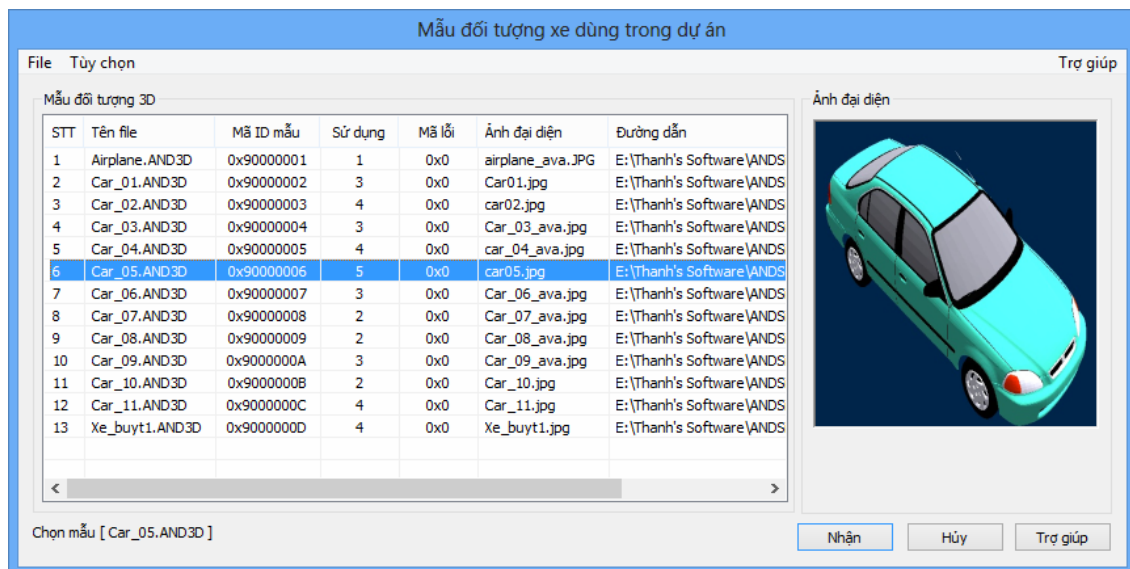 Mẫu đối tượng xe dùng trong dự án
File Tùy chọn Trợ giúp
Mẫu đối tượng 3D Ảnh đại diện
STT Tên file Mã ID mẫu Sử dụng Mã lỗi Ảnh đại diện Đường dẫn
1 Airplane.AND3D 0x90000001 1 0x0 airplane_ava.JPG E:\Thanh's Software\ANDS
2 Car_01.AND3D 0x90000002 3 0x0 Car01.jpg E:\Thanh's Software\ANDS
3 Car_02.AND3D 0x90000003 4 0x0 car02.jpg E:\Thanh's Software\ANDS
4 Car_03.AND3D 0x90000004 3 0x0 Car_03_ava.jpg E:\Thanh's Software\ANDS
5 Car_04.AND3D 0x90000005 4 0x0 car_04_ava.jpg E:\Thanh's Software\ANDS
6 Car_05.AND3D 0x90000006 5 0x0 car05.jpg E:\Thanh's Software\ANDS
7 Car_06.AND3D 0x90000007 3 0x0 Car_06_ava.jpg E:\Thanh's Software\ANDS
8 Car_07.AND3D 0x90000008 2 0x0 Car_07_ava.jpg E:\Thanh's Software\ANDS
9 Car_08.AND3D 0x90000009 2 0x0 Car_08_ava.jpg E:\Thanh's Software\ANDS
10 Car_09.AND3D 0x9000000A 3 0x0 Car_09_ava.jpg E:\Thanh's Software\ANDS
11 Car_10.AND3D 0x9000000B 2 0x0 Car_10.jpg E:\Thanh's Software\ANDS
12 Car_11.AND3D 0x9000000C 4 0x0 Car_11.jpg E:\Thanh's Software\ANDS
13 Xe_buyt1.AND3D 0x9000000D 4 0x0 Xe_buyt1.jpg E:\Thanh's Software\ANDS
Chọn mẫu [ Car_05.AND3D ] Nhận Hủy Trợ giúp